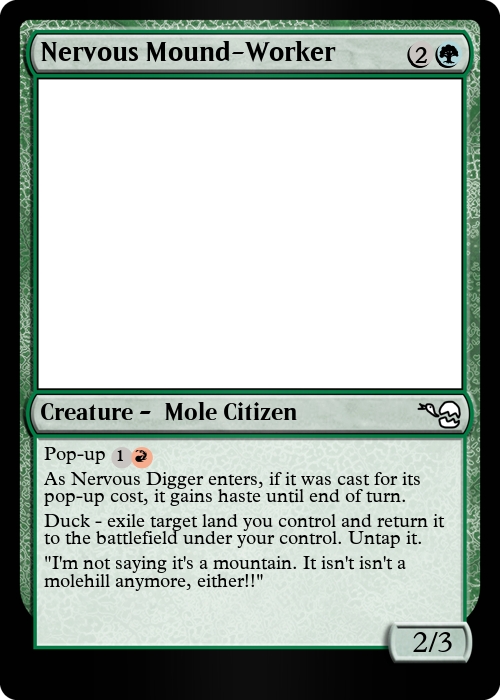 Nervous Mound-Worker 2
Creature - Mole Citizen
Pop-up 1
As Nervous Digger enters, if it was cast for its
pop-up cost, it gains haste until end of turn.
Duck - exile target land you control and return it
to the battlefield under your control. Untap it.
"I'm not saying it's a mountain. It isn't isn't a
molehill anymore, either!!"
2/3